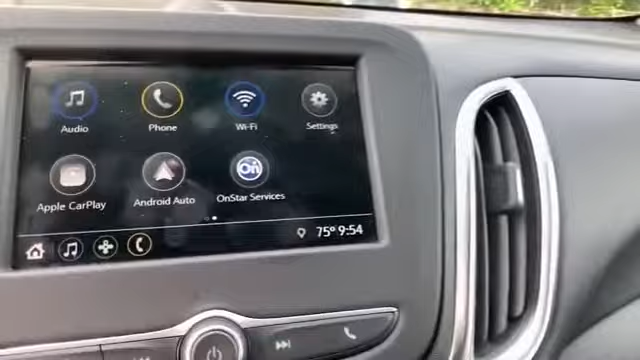 Audio Phone Wi-Fi Settings
Apple CarPlay Android Auto OnStar Services
75° 9:54